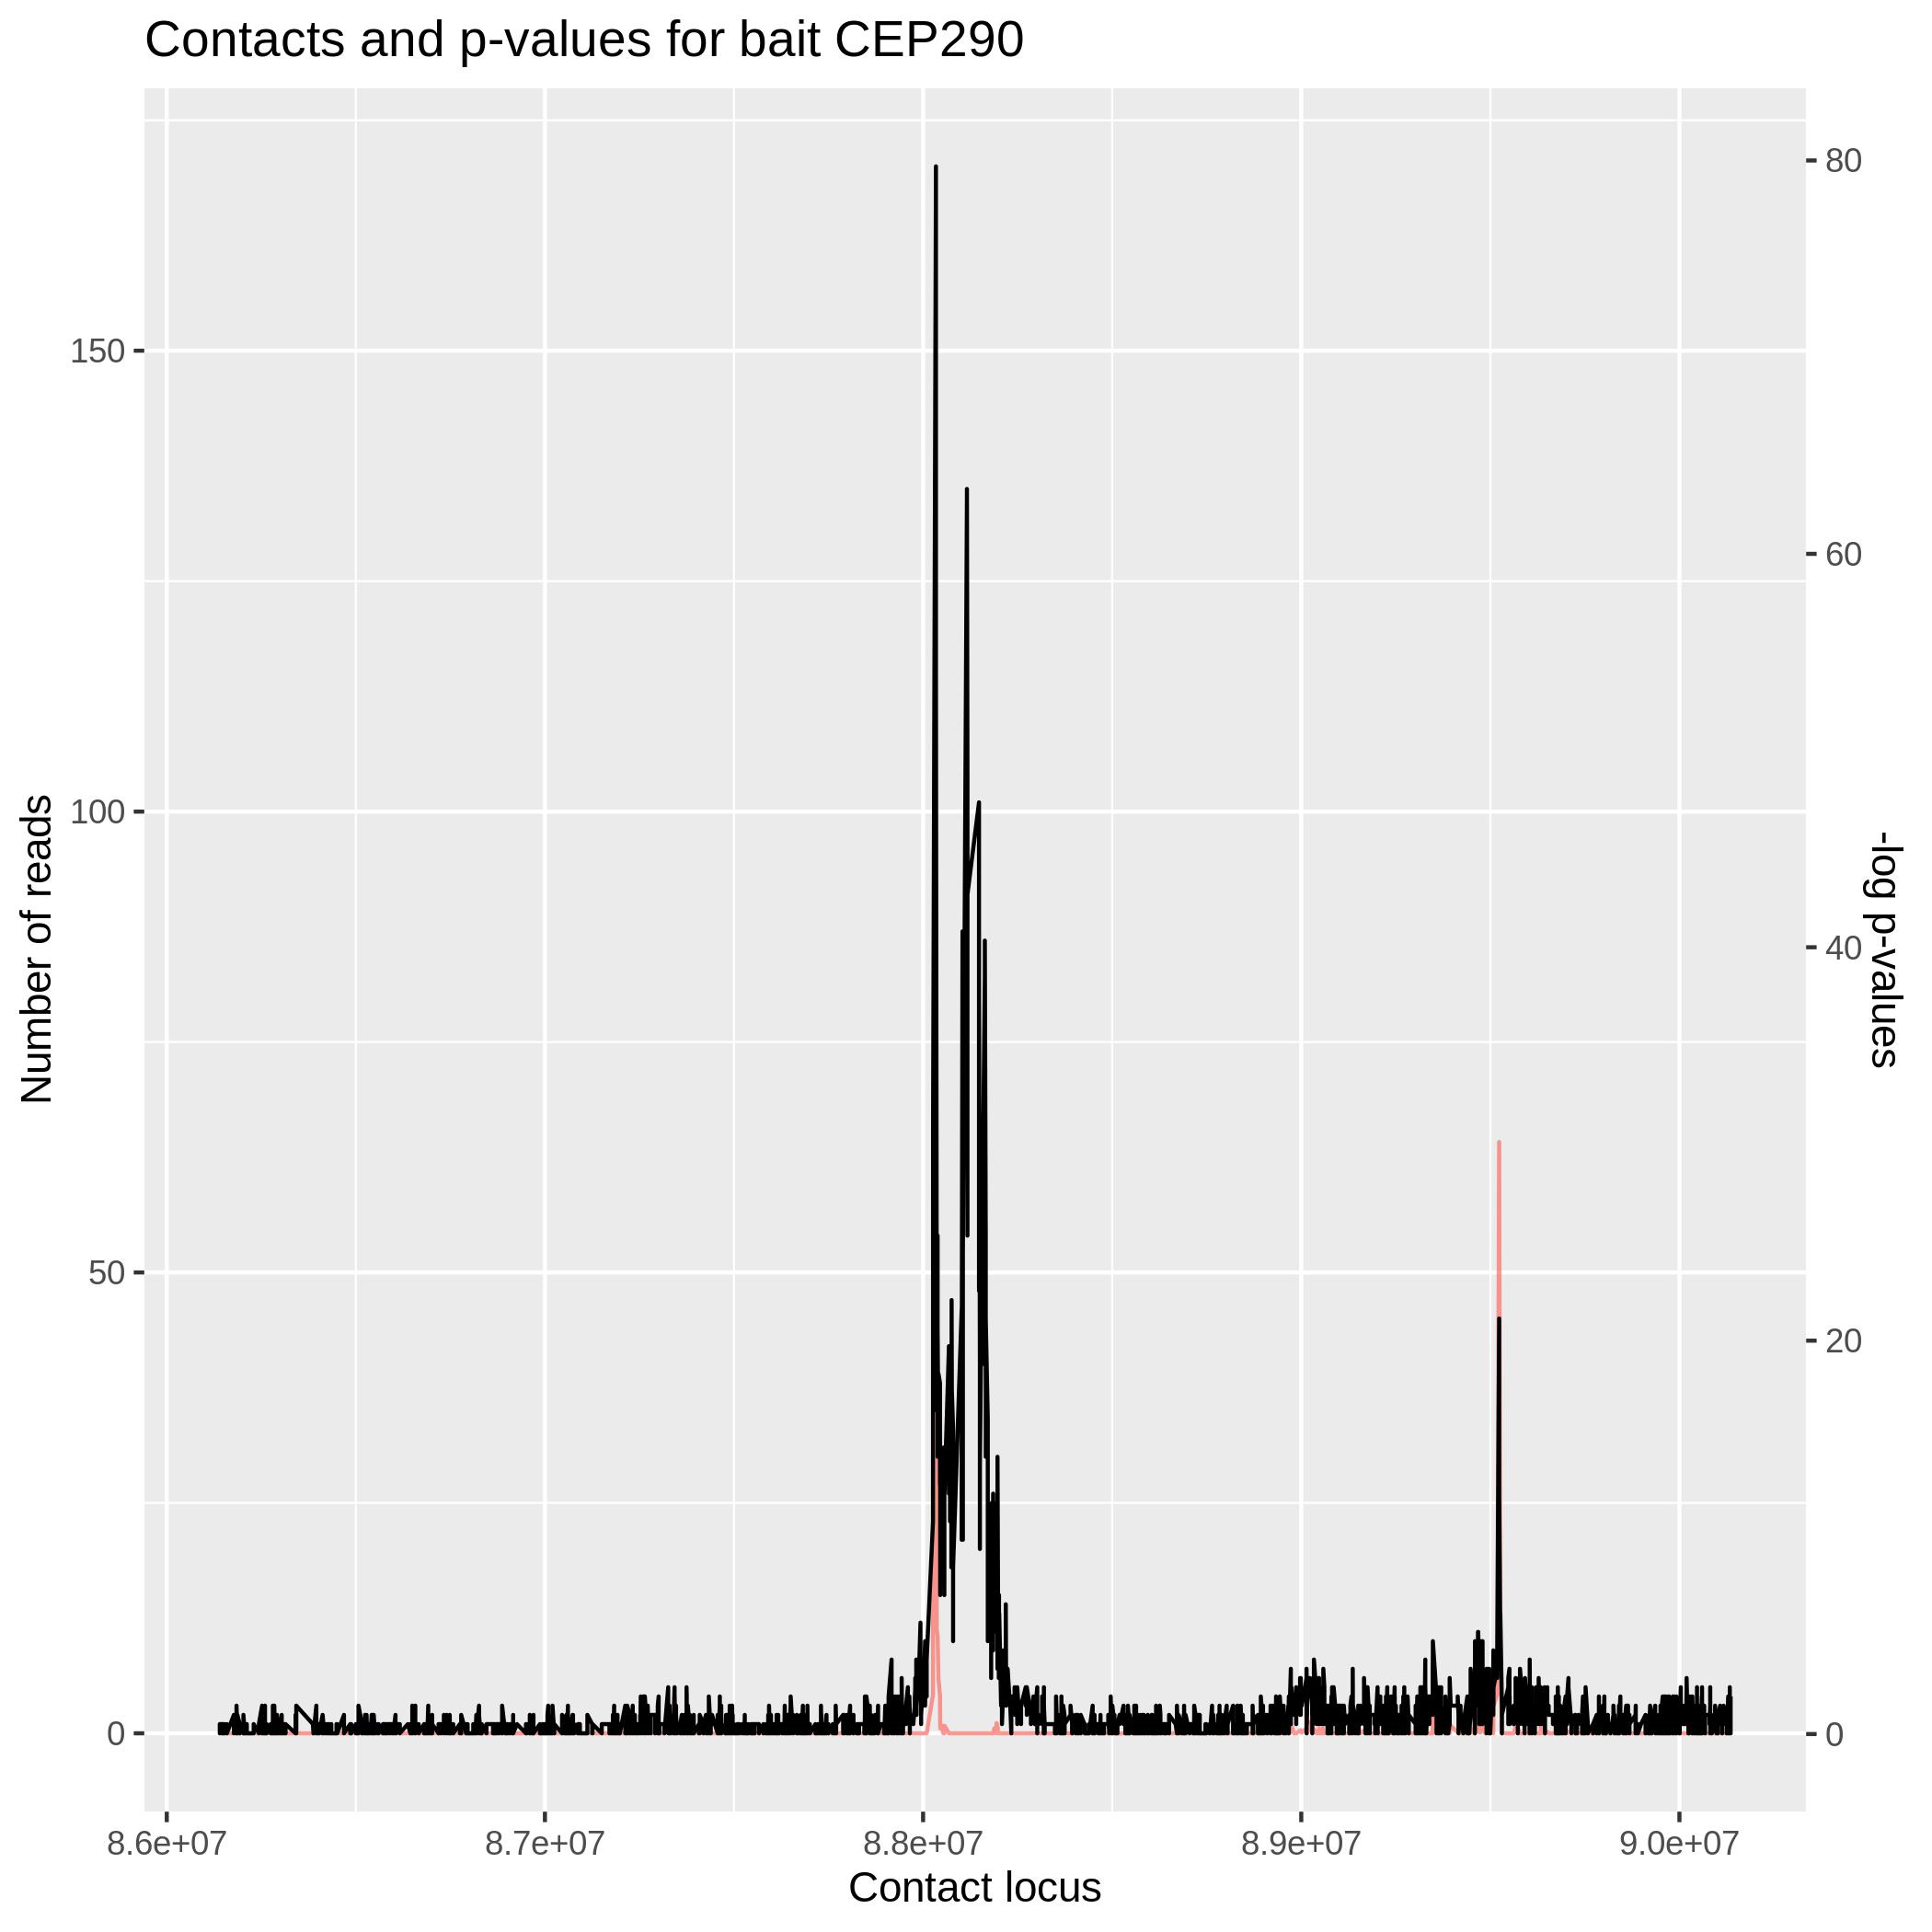 Contacts and p-values for bait CEP290
150
100
50
0
80
60
40
20
0
Number of reads
-log p-values
8.6e+07
8.7e+07
8.8e+07
8.9e+07
9.0e+07
Contact locus